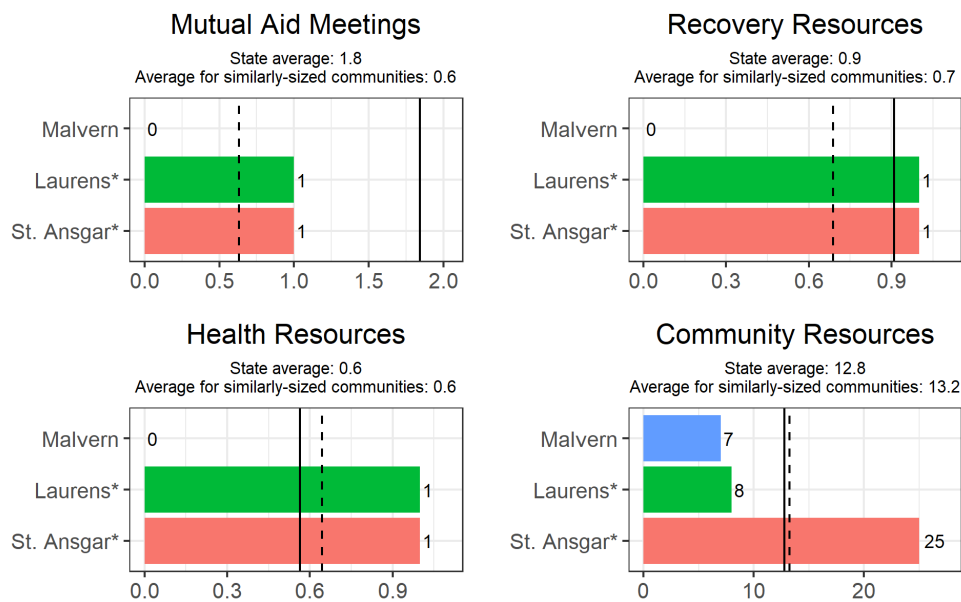 Mutual Aid Meetings
State average: 1.8
Average for similarly-sized communities: 0.6
Malvern
0
Laurens*
1
St. Ansgar*
1
0.0 0.5 1.0 1.5 2.0
Recovery Resources
State average: 0.9
Average for similarly-sized communities: 0.7
Malvern
0
Laurens*
1
St. Ansgar*
1
0.0 0.3 0.6 0.9
Health Resources
State average: 0.6
Average for similarly-sized communities: 0.6
Malvern
0
Laurens*
1
St. Ansgar*
1
0.0 0.3 0.6 0.9
Community Resources
State average: 12.8
Average for similarly-sized communities: 13.2
Malvern
7
Laurens*
8
St. Ansgar*
25
0 10 20